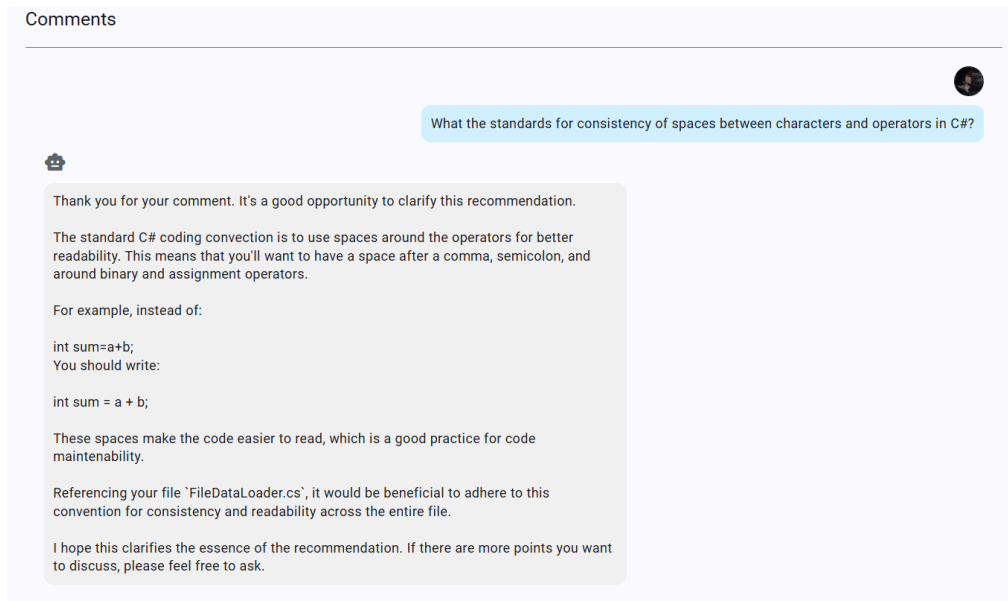 Comments
What the standards for consistency of spaces between characters and operators in C#?
Thank you for your comment. It's a good opportunity to clarify this recommendation.
The standard C# coding convection is to use spaces around the operators for better
readability. This means that you'll want to have a space after a comma, semicolon, and
around binary and assignment operators.
For example, instead of:
int sum=a+b;
You should write:
int sum = a + b;
These spaces make the code easier to read, which is a good practice for code
maintenability.
Referencing your file `FileDataLoader.cs`, it would be beneficial to adhere to this
convention for consistency and readability across the entire file.
I hope this clarifies the essence of the recommendation. If there are more points you want
to discuss, please feel free to ask.